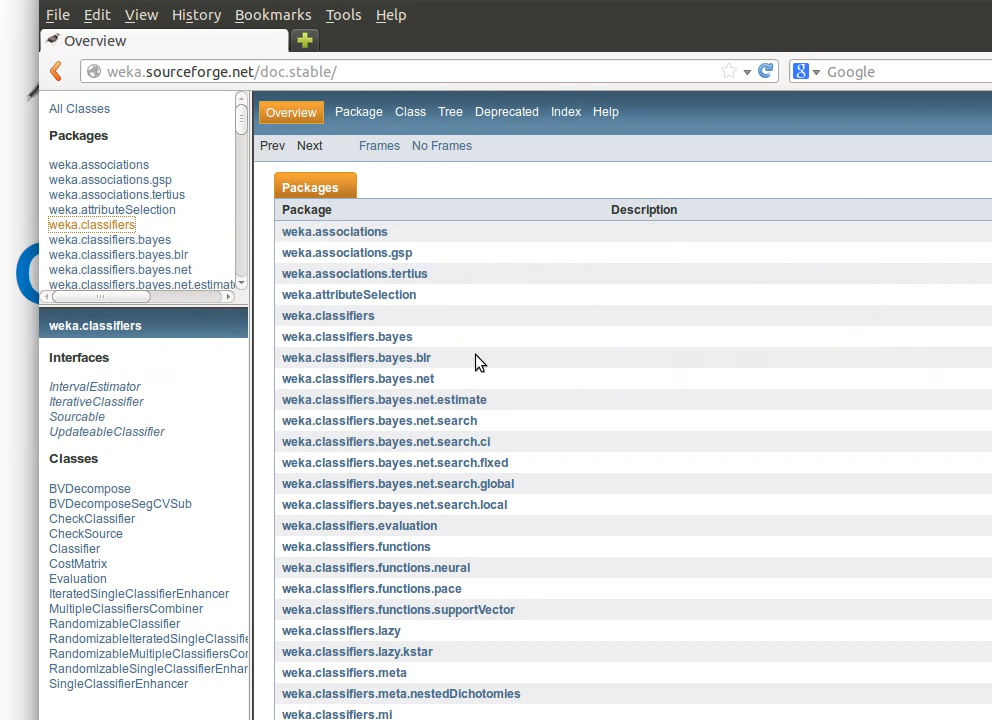 File Edit View History Bookmarks Tools Help
Overview
weka.sourceforge.net/doc.stable/
Google
All Classes
Packages
weka.associations
weka.associations.gsp
weka.associations.tertius
weka.attributeSelection
weka.classifiers
weka.classifiers.bayes
weka.classifiers.bayes.blr
weka.classifiers.bayes.net
weka.classifiers.bayes.net.estimat
weka.classifiers
Interfaces
IntervalEstimator
IterativeClassifier
Sourcable
UpdateableClassifier
Classes
BVDecompose
BVDecomposeSegCVSub
CheckClassifier
CheckSource
Classifier
CostMatrix
Evaluation
IteratedSingleClassifierEnhancer
MultipleClassifiersCombiner
RandomizableClassifier
RandomizableIteratedSingleClassifie
RandomizableMultipleClassifiersCor
RandomizableSingleClassifierEnhar
SingleClassifierEnhancer
Overview Package Class Tree Deprecated Index Help
Prev Next Frames No Frames
Packages
Package Description
weka.associations
weka.associations.gsp
weka.associations.tertius
weka.attributeSelection
weka.classifiers
weka.classifiers.bayes
weka.classifiers.bayes.blr
weka.classifiers.bayes.net
weka.classifiers.bayes.net.estimate
weka.classifiers.bayes.net.search
weka.classifiers.bayes.net.search.ci
weka.classifiers.bayes.net.search.fixed
weka.classifiers.bayes.net.search.global
weka.classifiers.bayes.net.search.local
weka.classifiers.evaluation
weka.classifiers.functions
weka.classifiers.functions.neural
weka.classifiers.functions.pace
weka.classifiers.functions.supportVector
weka.classifiers.lazy
weka.classifiers.lazy.kstar
weka.classifiers.meta
weka.classifiers.meta.nestedDichotomies
weka.classifiers.mi